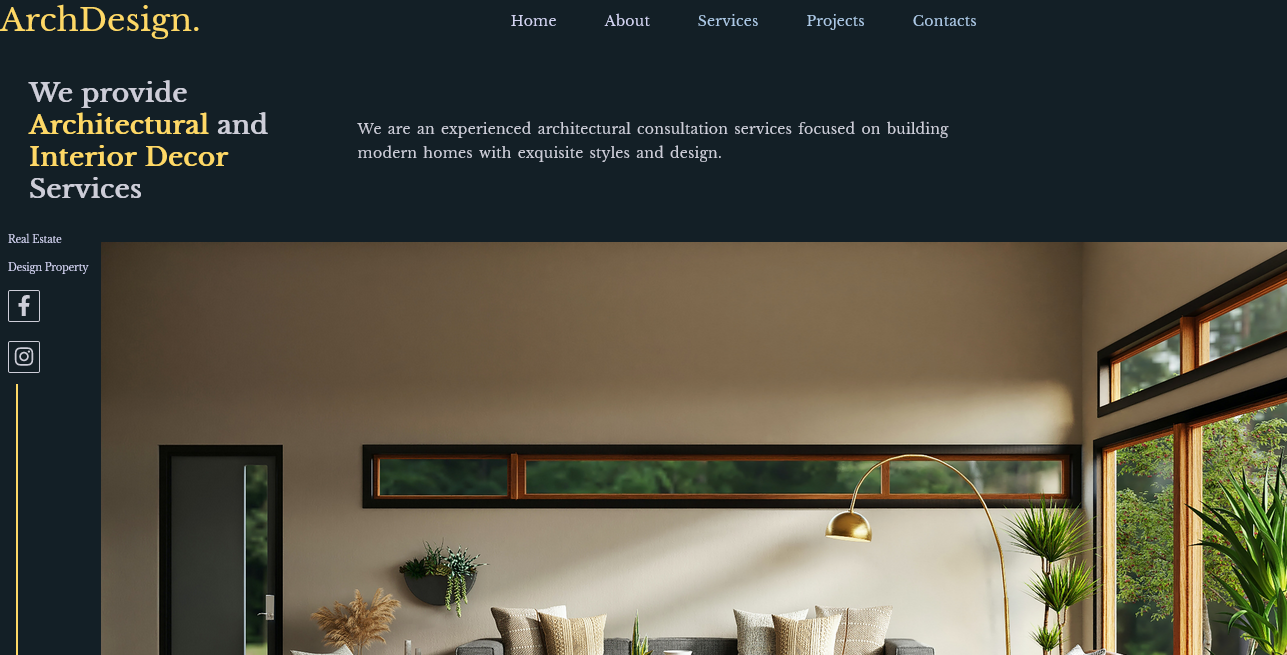 ArchDesign.
Home About Services Projects Contacts
We provide
Architectural and
Interior Decor
Services
We are an experienced architectural consultation services focused on building
modern homes with exquisite styles and design.
Real Estate
Design Property